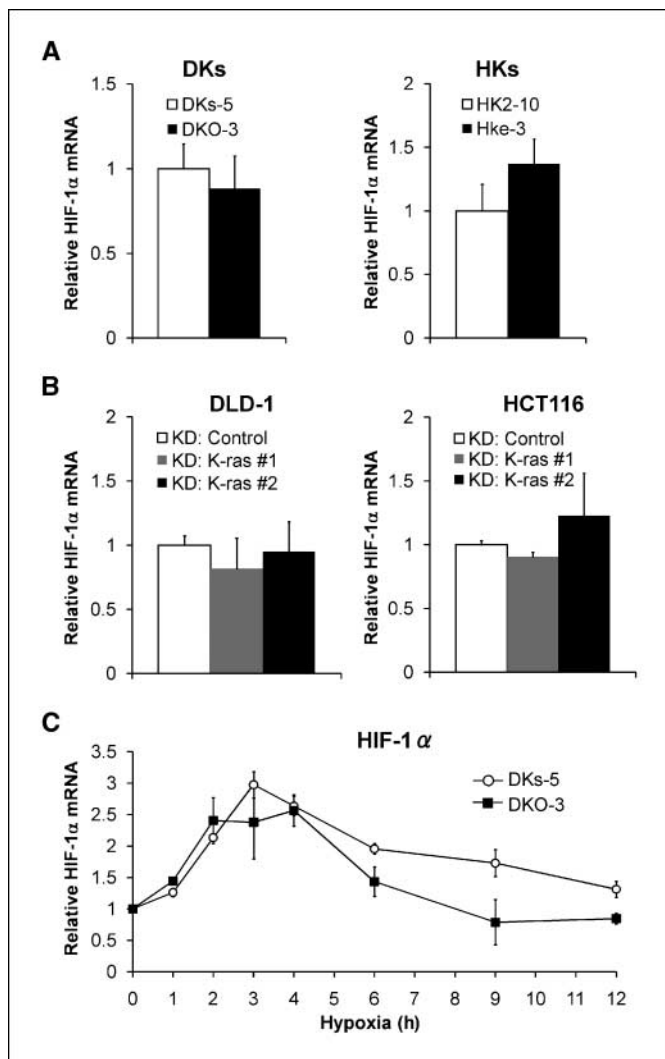 A
DKs
HKs
Relative HIF-1α mRNA
1.5
1
0.5
0
DKs-5
DKO-3
Relative HIF-1α mRNA
2
1.5
1
0.5
0
HK2-10
Hke-3
B
DLD-1
HCT116
Relative HIF-1α mRNA
2
1.5
1
0.5
0
KD: Control
KD: K-ras #1
KD: K-ras #2
Relative HIF-1α mRNA
2
1.5
1
0.5
0
KD: Control
KD: K-ras #1
KD: K-ras #2
C
HIF-1 α
Relative HIF-1α mRNA
3.5
3
2.5
2
1.5
1
0.5
0
DKs-5
DKO-3
0 1 2 3 4 5 6 7 8 9 10 11 12
Hypoxia (h)